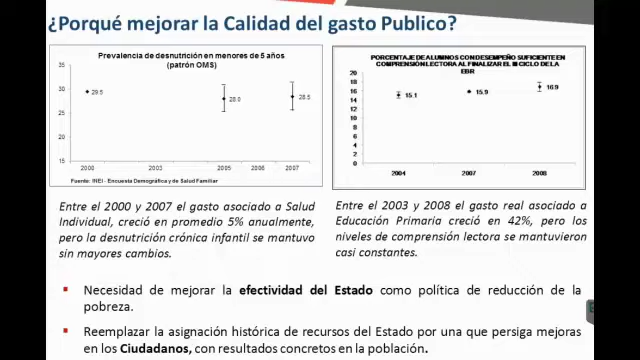 ¿Porqué mejorar la Calidad del gasto Publico?
Prevalencia de desnutrición en menores de 5 años
(patrón OMS)
35
30
25
20
15
29.5
28.0
28.5
2000
2005
2006
2007
Fuente: INEI - Encuesta Demográfica y de Salud Familiar
PORCENTAJE DE ALUMNOS CON DESEMPEÑO SUFICIENTE EN
COMPRENSIÓN LECTORA AL FINALIZAR EL III CICLO DE LA
EBR
20
18
16
14
12
10
8
6
4
2
0
15.1
15.9
16.9
2004
2007
2008
Entre el 2000 y 2007 el gasto asociado a Salud
Individual, creció en promedio 5% anualmente,
pero la desnutrición crónica infantil se mantuvo
sin mayores cambios.
Entre el 2003 y 2008 el gasto real asociado a
Educación Primaria creció en 42%, pero los
niveles de comprensión lectora se mantuvieron
casi constantes.
▪ Necesidad de mejorar la efectividad del Estado como política de reducción de la
pobreza.
▪ Reemplazar la asignación histórica de recursos del Estado por una que persiga mejoras
en los Ciudadanos, con resultados concretos en la población.